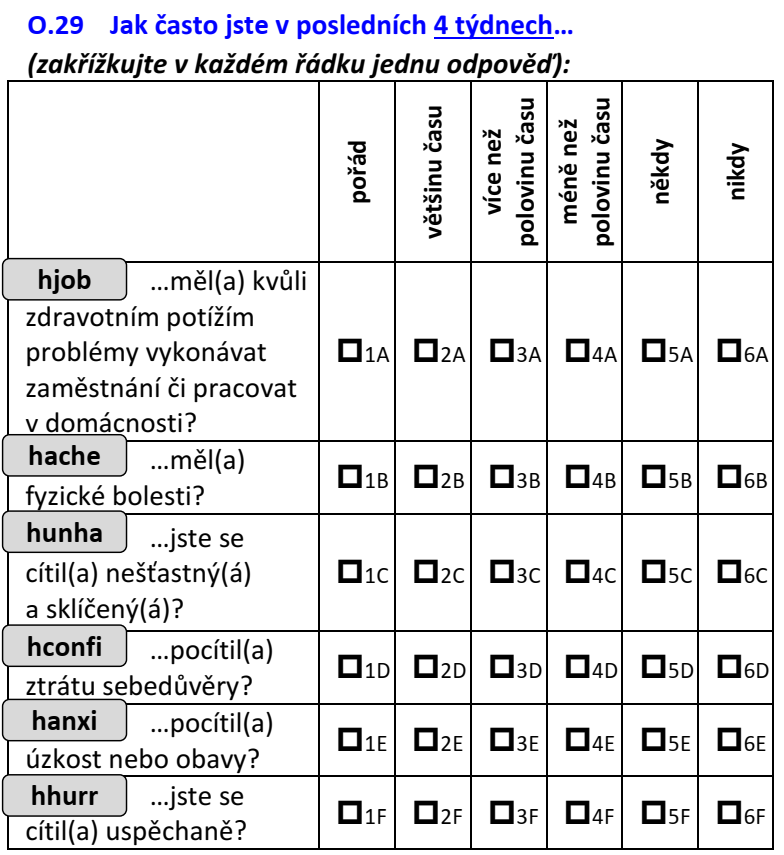 O.29 Jak často jste v posledních 4 týdnech…
(zakřížkujte v každém řádku jednu odpověď):
pořád
většinu času
více než
polovinu času
méně než
polovinu času
někdy
nikdy
hjob …měl(a) kvůli
zdravotním potížím
problémy vykonávat
zaměstnání či pracovat
v domácnosti?
☐1A ☐2A ☐3A ☐4A ☐5A ☐6A
hache …měl(a)
fyzické bolesti?
☐1B ☐2B ☐3B ☐4B ☐5B ☐6B
hunha …jste se
cítil(a) nešťastný(á)
a sklíčený(á)?
☐1C ☐2C ☐3C ☐4C ☐5C ☐6C
hconfi …pocítil(a)
ztrátu sebedůvěry?
☐1D ☐2D ☐3D ☐4D ☐5D ☐6D
hanxi …pocítil(a)
úzkost nebo obavy?
☐1E ☐2E ☐3E ☐4E ☐5E ☐6E
hhurr …jste se
cítil(a) uspěchaně?
☐1F ☐2F ☐3F ☐4F ☐5F ☐6F